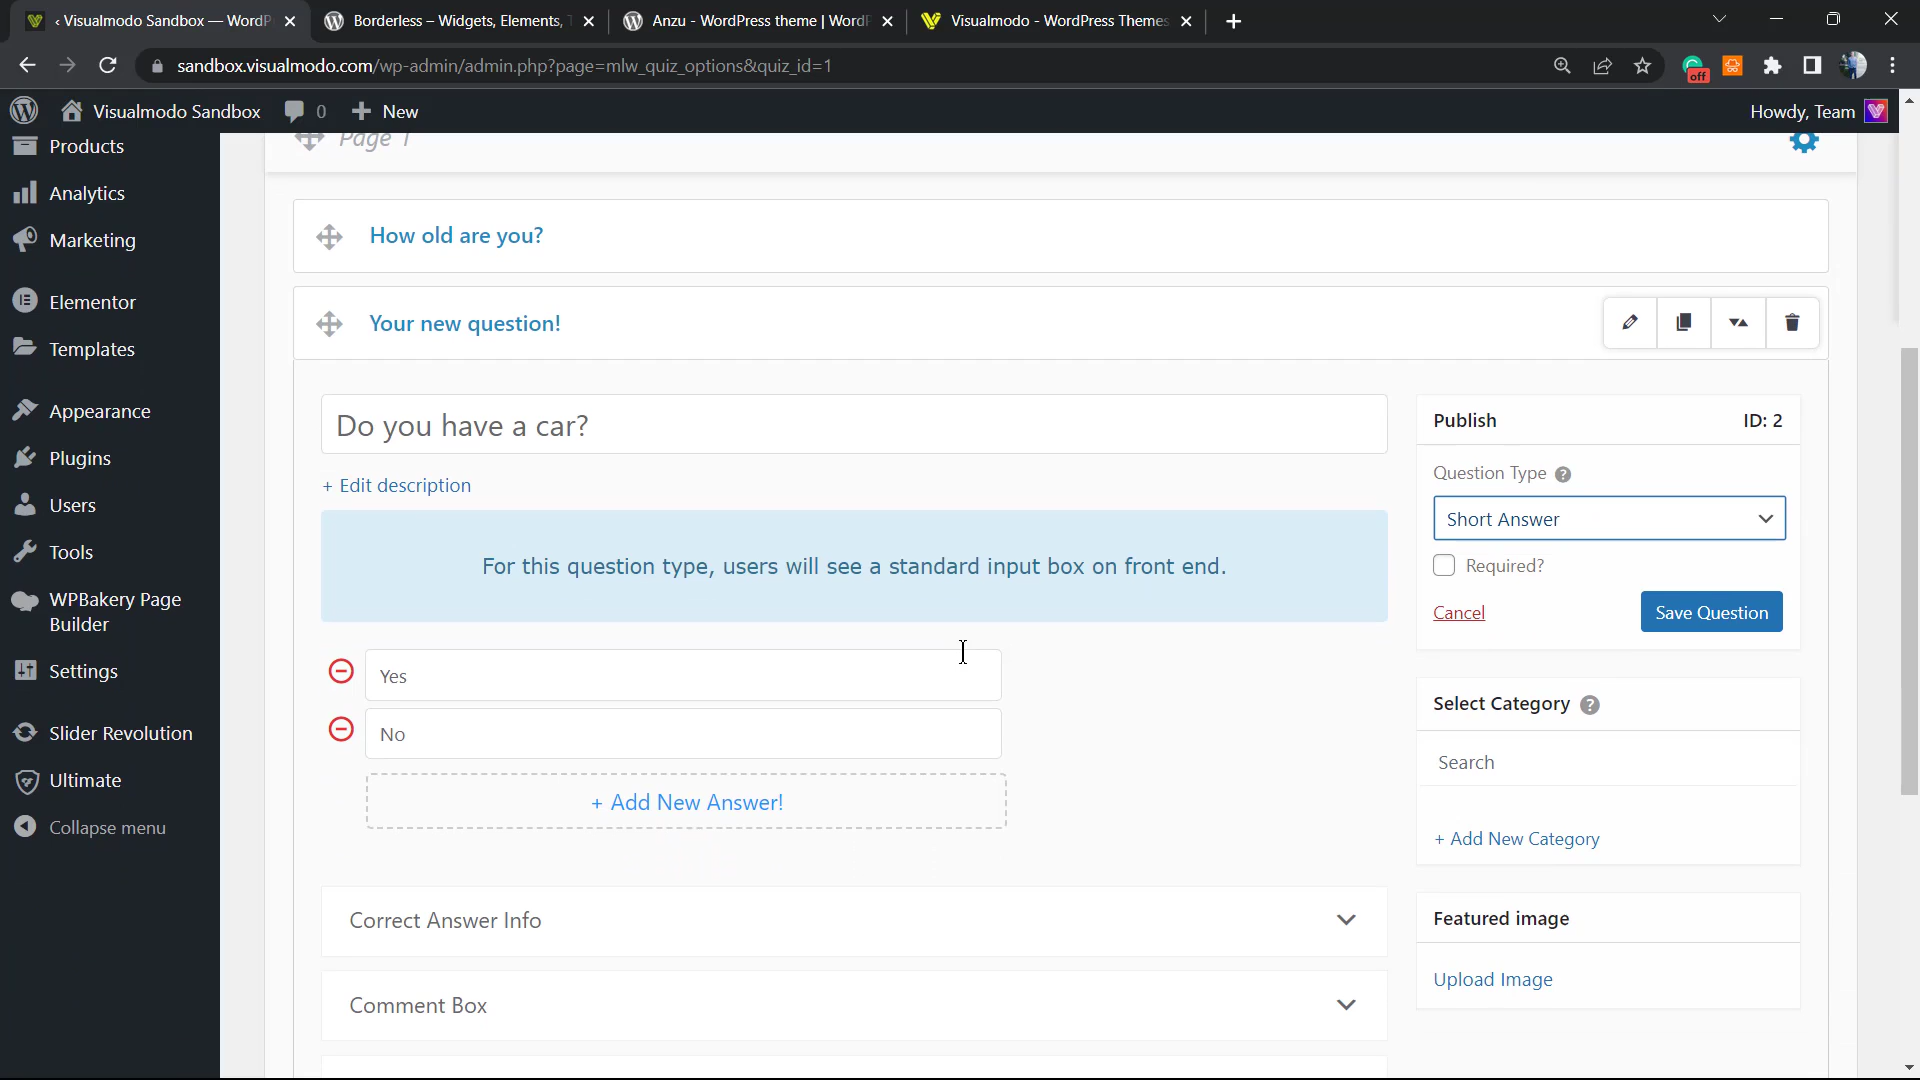 ‹ Visualmodo Sandbox — WordP
Borderless – Widgets, Elements, T
Anzu - WordPress theme | WordP
Visualmodo - WordPress Themes
sandbox.visualmodo.com/wp-admin/admin.php?page=mlw_quiz_options&quiz_id=1
off
Visualmodo Sandbox
0
New
Howdy, Team
Products
Analytics
Marketing
Elementor
Templates
Appearance
Plugins
Users
Tools
WPBakery Page
Builder
Settings
Slider Revolution
Ultimate
Collapse menu
Page 1
How old are you?
Your new question!
Do you have a car?
+ Edit description
For this question type, users will see a standard input box on front end.
Yes
No
+ Add New Answer!
Correct Answer Info
Comment Box
Publish
ID: 2
Question Type ?
Short Answer
Required?
Cancel
Save Question
Select Category ?
Search
+ Add New Category
Featured image
Upload Image